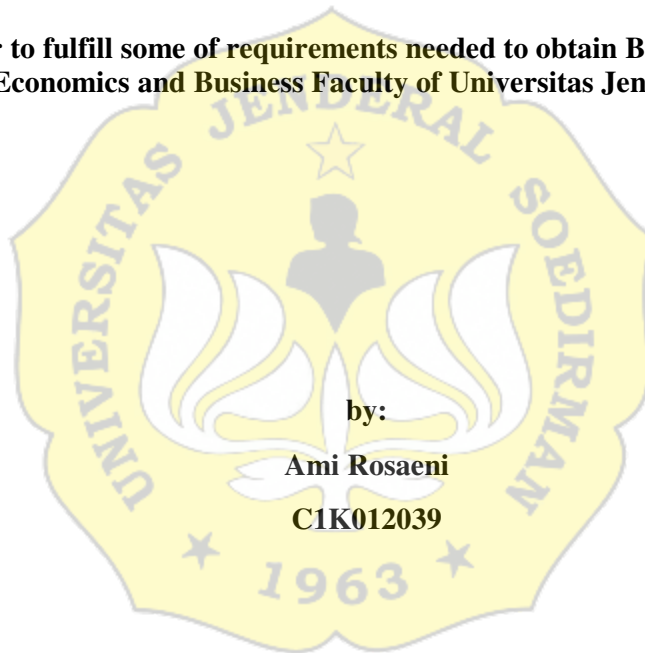 to fulfill some of requirements needed to obtain
Economics and Business Faculty of Universitas
UNIVERSITAS JENDERAL SOEDIRMAN
by:
Ami Rosaeni
C1K012039
1963